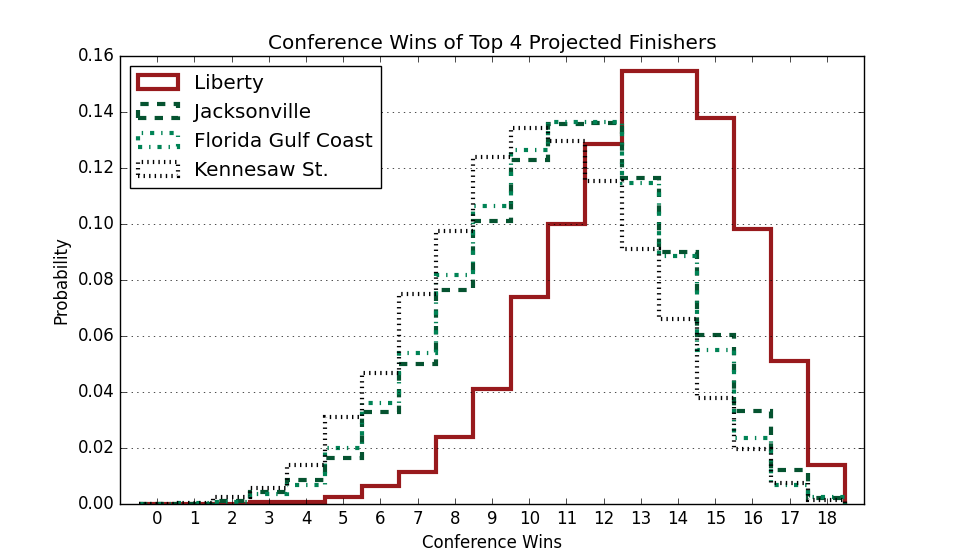 Conference Wins of Top 4 Projected Finishers
0.16
0.14
0.12
0.10
0.08
0.06
0.04
0.02
0.00
Probability
Liberty
Jacksonville
Florida Gulf Coast
Kennesaw St.
0 1 2 3 4 5 6 7 8 9 10 11 12 13 14 15 16 17 18
Conference Wins